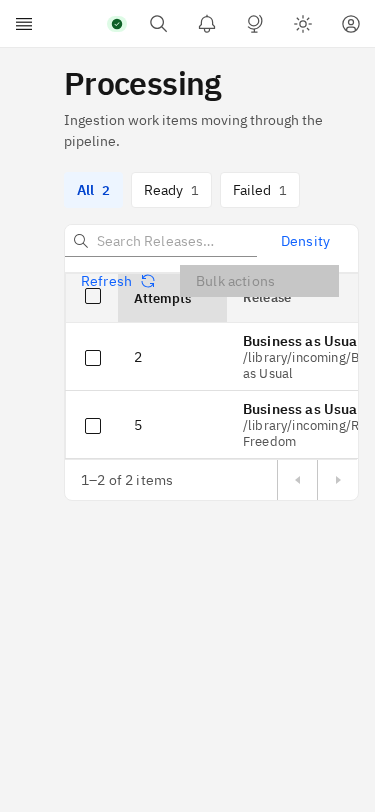 Processing
Ingestion work items moving through the
pipeline.
All 2
Ready 1
Failed 1
Search Releases...
Density
Refresh
Bulk actions
Attempts
Release
2
Business as Usua
/library/incoming/B
as Usual
5
Business as Usua
/library/incoming/R
Freedom
1–2 of 2 items